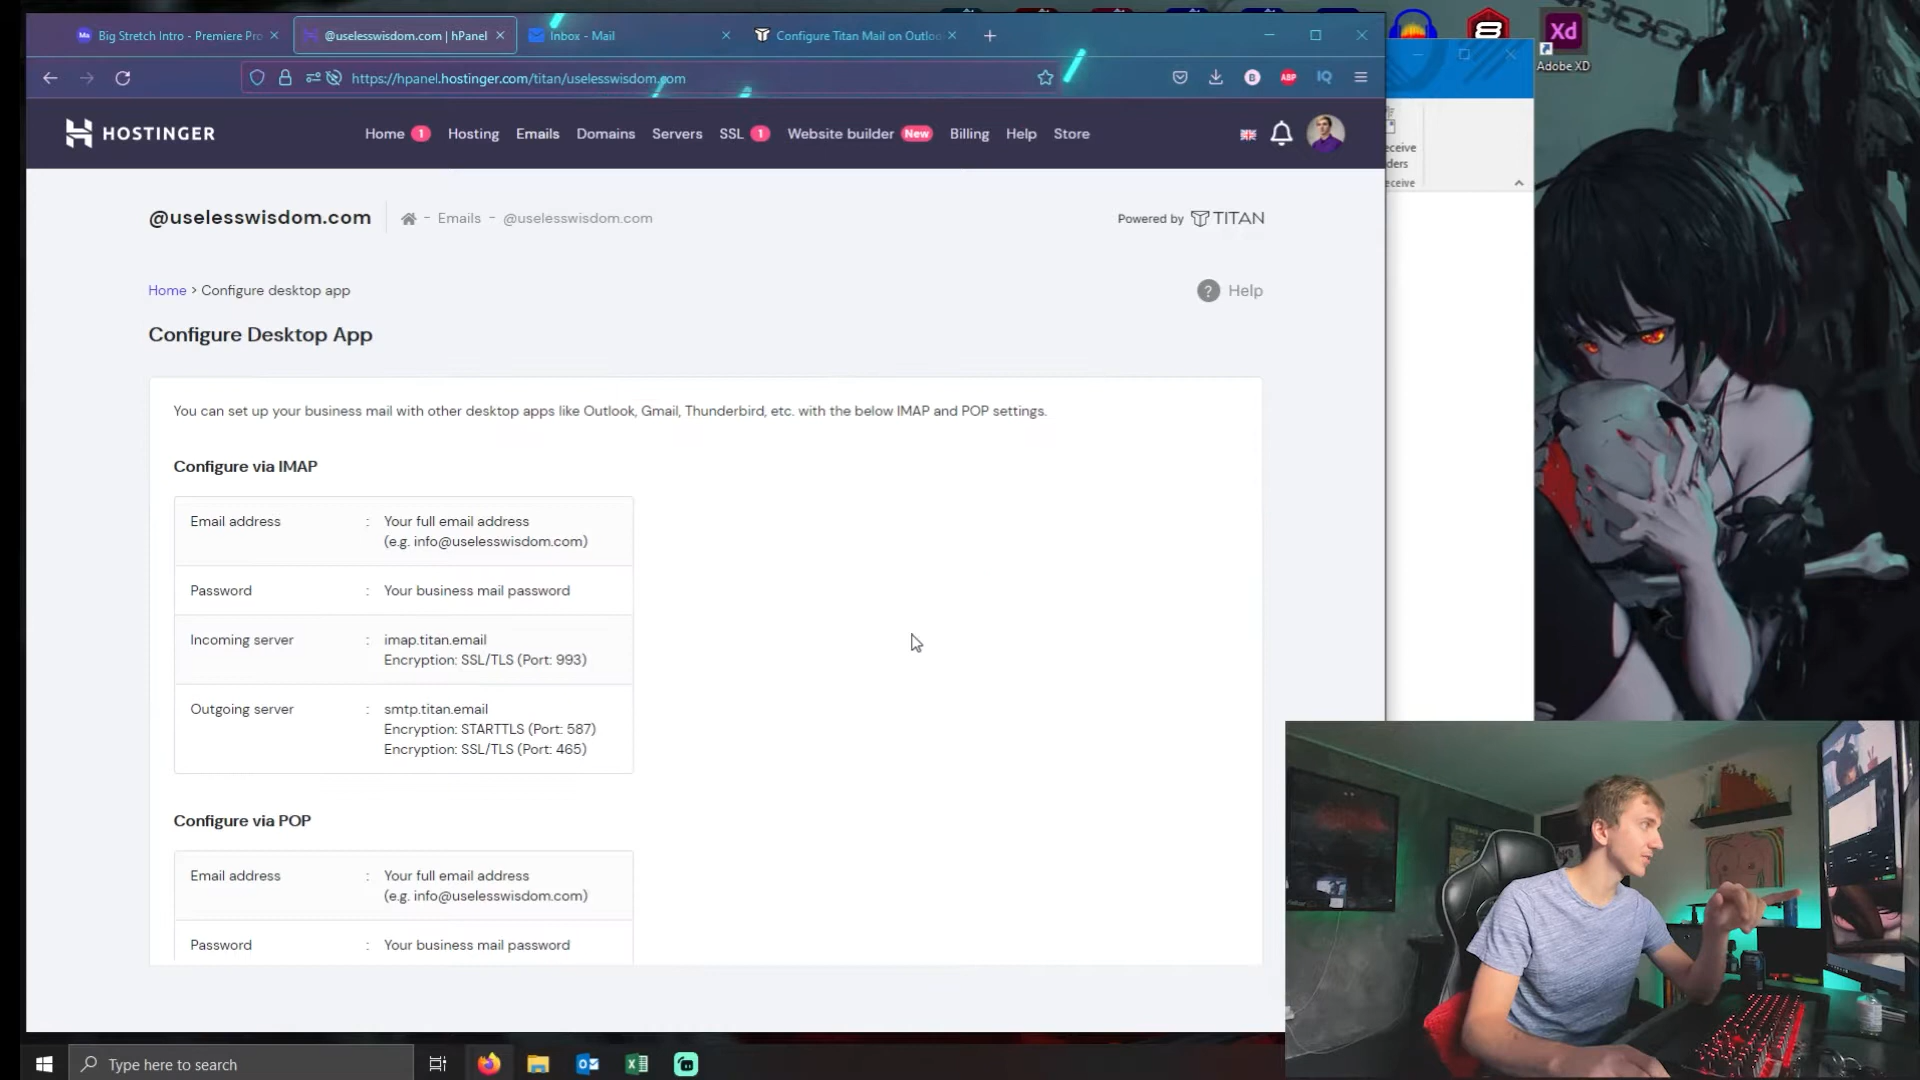 Big Stretch Intro - Premiere Pro
@uselesswisdom.com | hPanel
Inbox - Mail
Configure Titan Mail on Outlo
https://hpanel.hostinger.com/titan/uselesswisdom.com
ABP
IQ
B
HOSTINGER
Home 1
Hosting
Emails
Domains
Servers
SSL 1
Website builder New
Billing
Help
Store
@uselesswisdom.com
- Emails - @uselesswisdom.com
Powered by TITAN
Home > Configure desktop app
? Help
Configure Desktop App
You can set up your business mail with other desktop apps like Outlook, Gmail, Thunderbird, etc. with the below IMAP and POP settings.
Configure via IMAP
Email address : Your full email address
(e.g. info@uselesswisdom.com)
Password : Your business mail password
Incoming server : imap.titan.email
Encryption: SSL/TLS (Port: 993)
Outgoing server : smtp.titan.email
Encryption: STARTTLS (Port: 587)
Encryption: SSL/TLS (Port: 465)
Configure via POP
Email address : Your full email address
(e.g. info@uselesswisdom.com)
Password : Your business mail password
Xd
Adobe XD
eceive
ders
eceive
Type here to search